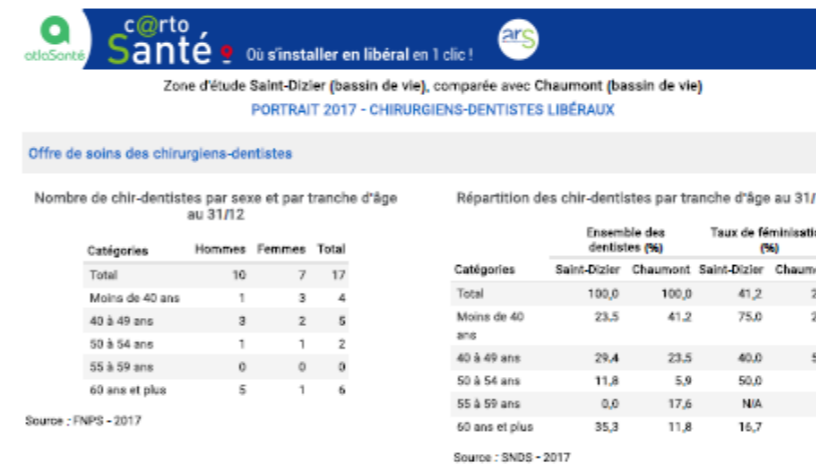 atlaSanté
c@rto
Santé
Où s'installer en libéral en 1 clic !
ars
Zone d'étude Saint-Dizier (bassin de vie), comparée avec Chaumont (bassin de vie)
PORTRAIT 2017 - CHIRURGIENS-DENTISTES LIBÉRAUX
Offre de soins des chirurgiens-dentistes
Nombre de chir-dentistes par sexe et par tranche d'âge
au 31/12
Catégories Hommes Femmes Total
Total 10 7 17
Moins de 40 ans 1 3 4
40 à 49 ans 3 2 5
50 à 54 ans 1 1 2
55 à 59 ans 0 0 0
60 ans et plus 5 1 6
Source : FNPS - 2017
Répartition des chir-dentistes par tranche d'âge au 31/
Ensemble des Taux de féminisatio
dentistes (%) (%)
Catégories Saint-Dizier Chaumont Saint-Dizier Chaumo
Total 100,0 100,0 41,2 2
Moins de 40 23,5 41,2 75,0 2
ans
40 à 49 ans 29,4 23,5 40,0 5
50 à 54 ans 11,8 5,9 50,0
55 à 59 ans 0,0 17,6 N/A
60 ans et plus 35,3 11,8 16,7
Source : SNDS - 2017